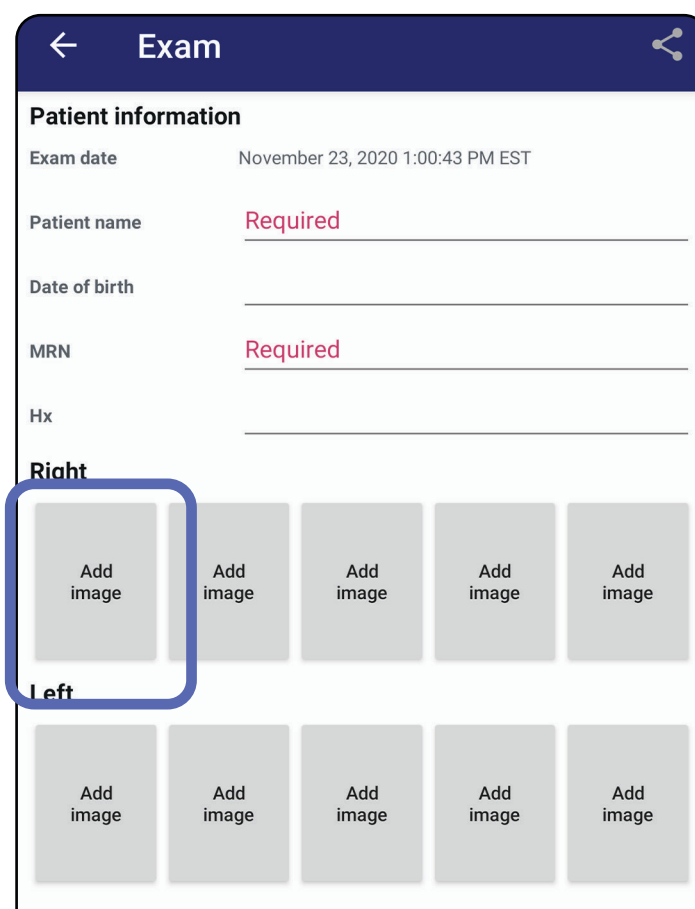 Exam
Patient information
Exam date November 23, 2020 1:00:43 PM EST
Patient name Required
Date of birth
MRN Required
Hx
Right
Add image Add image Add image Add image Add image
Left
Add image Add image Add image Add image Add image